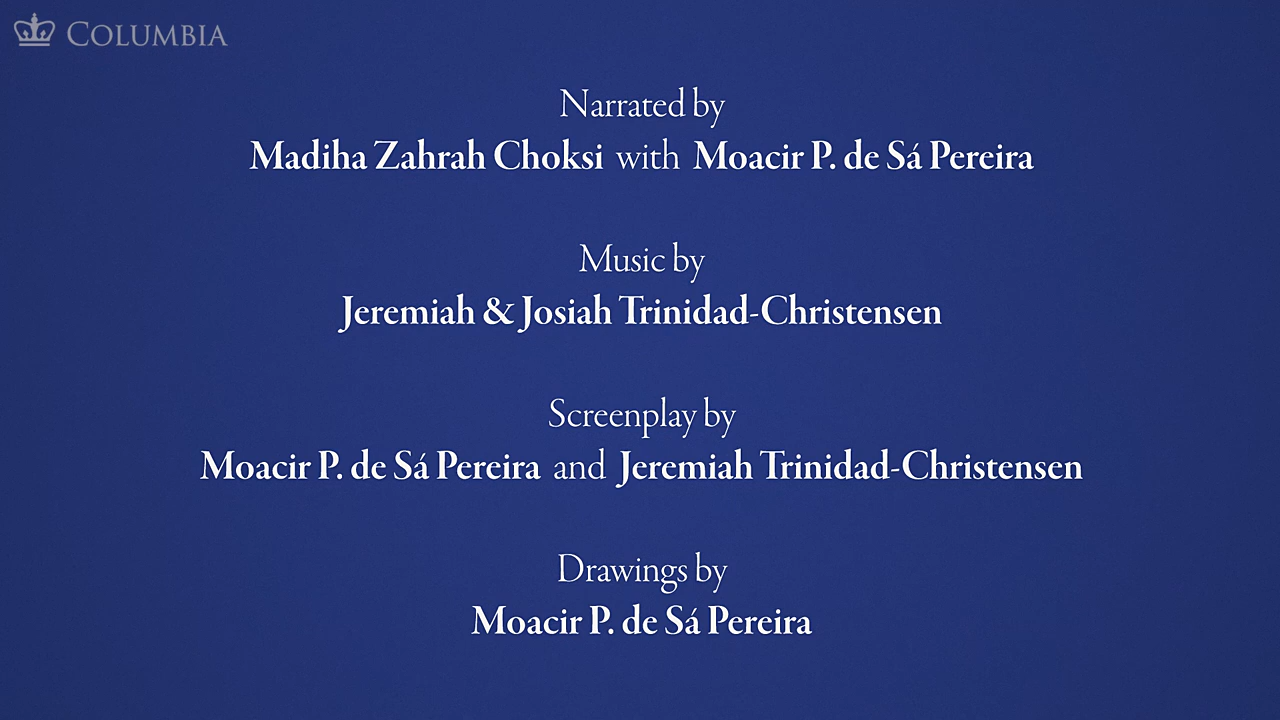 COLUMBIA
Narrated by
Madiha Zahrah Choksi with Moacir P. de Sá Pereira
Music by
Jeremiah & Josiah Trinidad-Christensen
Screenplay by
Moacir P. de Sá Pereira and Jeremiah Trinidad-Christensen
Drawings by
Moacir P. de Sá Pereira